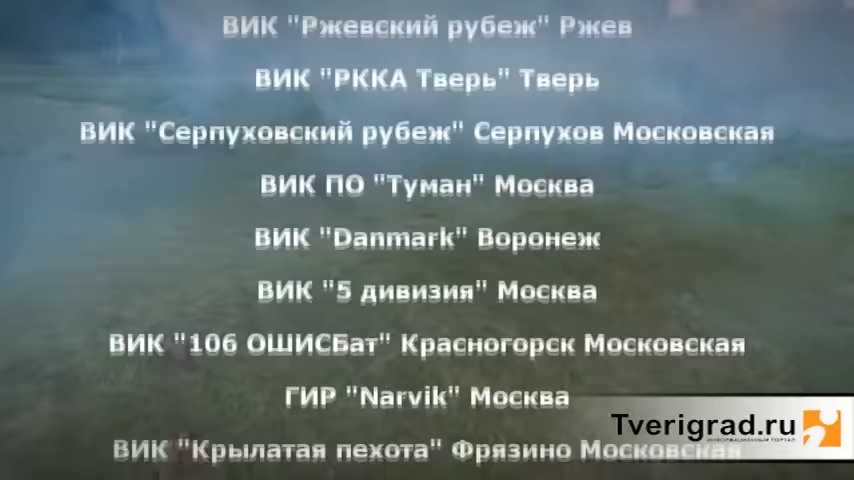 ВИК "Ржевский рубеж" Ржев
ВИК "РККА Тверь" Тверь
ВИК "Серпуховский рубеж" Серпухов Московская
ВИК ПО "Туман" Москва
ВИК "Danmark" Воронеж
ВИК "5 дивизия" Москва
ВИК "106 ОШИСБат" Красногорск Московская
ГИР "Narvik" Москва
Tverigrad.ru
ИНФОРМАЦИОННЫЙ ПОРТАЛ
ВИК "Крылатая пехота" Фрязино Московская